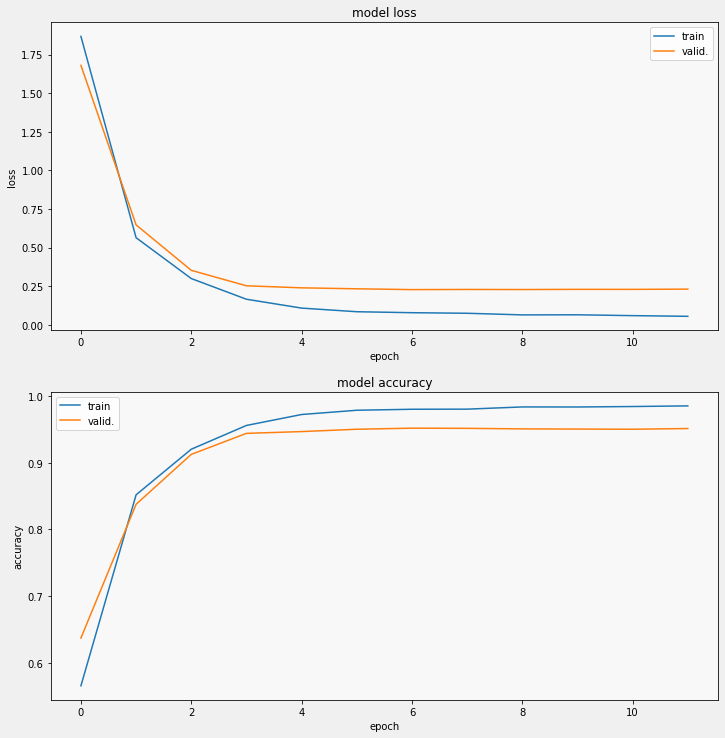 model loss
train
valid.
1.75
1.50
1.25
1.00
0.75
0.50
0.25
0.00
loss
0 2 4 6 8 10
epoch
model accuracy
train
valid.
1.0
0.9
0.8
0.7
0.6
accuracy
0 2 4 6 8 10
epoch